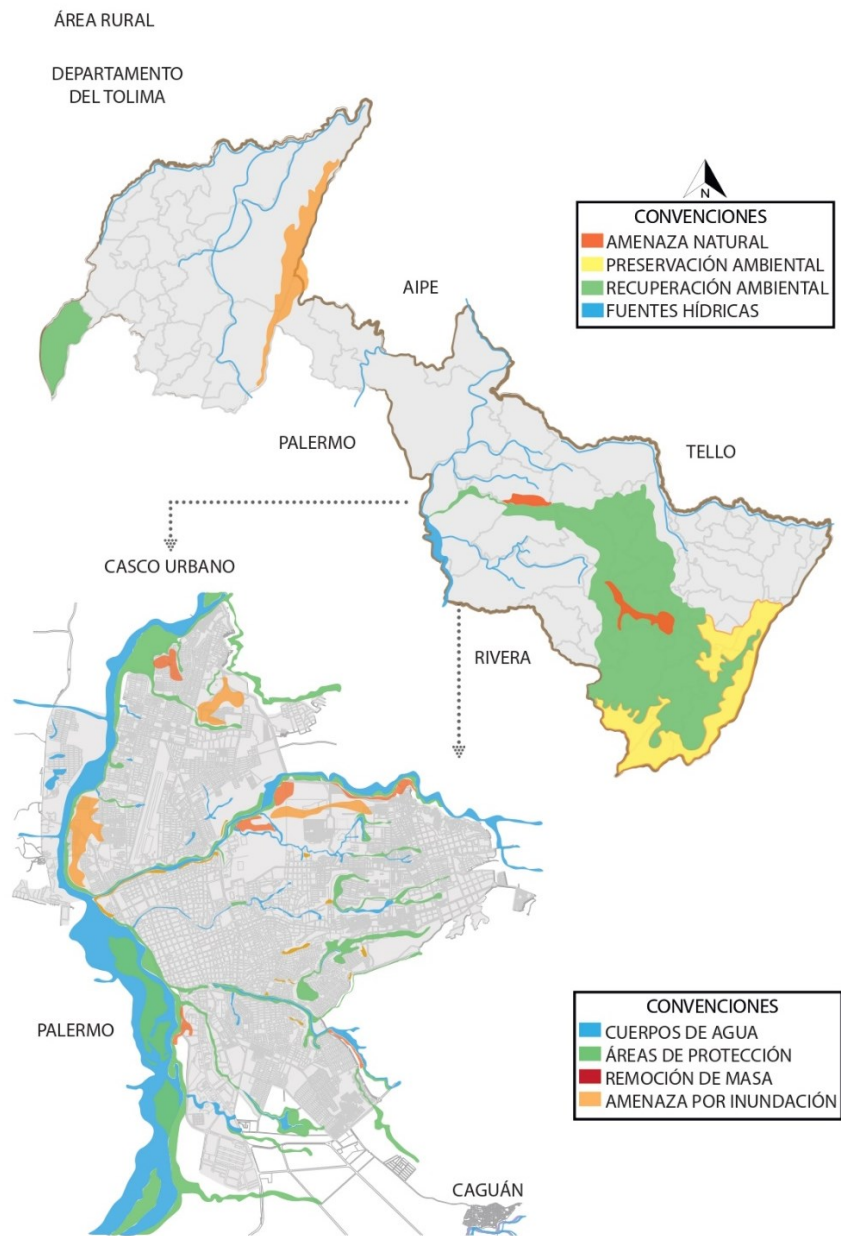 ÁREA RURAL
DEPARTAMENTO
DEL TOLIMA
N
CONVENCIONES
AMENAZA NATURAL
PRESERVACIÓN AMBIENTAL
RECUPERACIÓN AMBIENTAL
FUENTES HÍDRICAS
AIPE
PALERMO
TELLO
CASCO URBANO
RIVERA
PALERMO
CONVENCIONES
CUERPOS DE AGUA
ÁREAS DE PROTECCIÓN
REMOCIÓN DE MASA
AMENAZA POR INUNDACIÓN
CAGUÁN